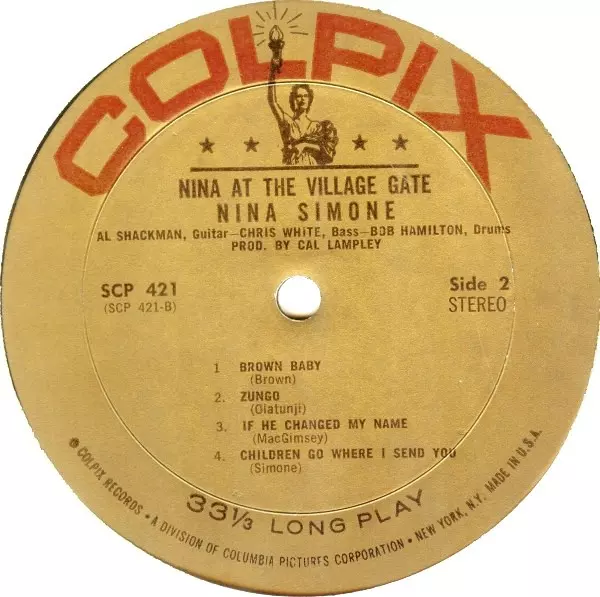 COLPIX
NINA AT THE VILLAGE GATE
NINA SIMONE
AL SHACKMAN, Guitar—CHRIS WHITE, Bass—BOB HAMILTON, Drums
PROD. BY CAL LAMPLEY
SCP 421
(SCP 421-B)
Side 2
STEREO
1 BROWN BABY
(Brown)
2. ZUNGO
(Olatunji)
3. IF HE CHANGED MY NAME
(MacGimsey)
4. CHILDREN GO WHERE I SEND YOU
(Simone)
33⅓ LONG PLAY
© COLPIX RECORDS • A DIVISION OF COLUMBIA PICTURES CORPORATION • NEW YORK, N.Y. MADE IN U.S.A.